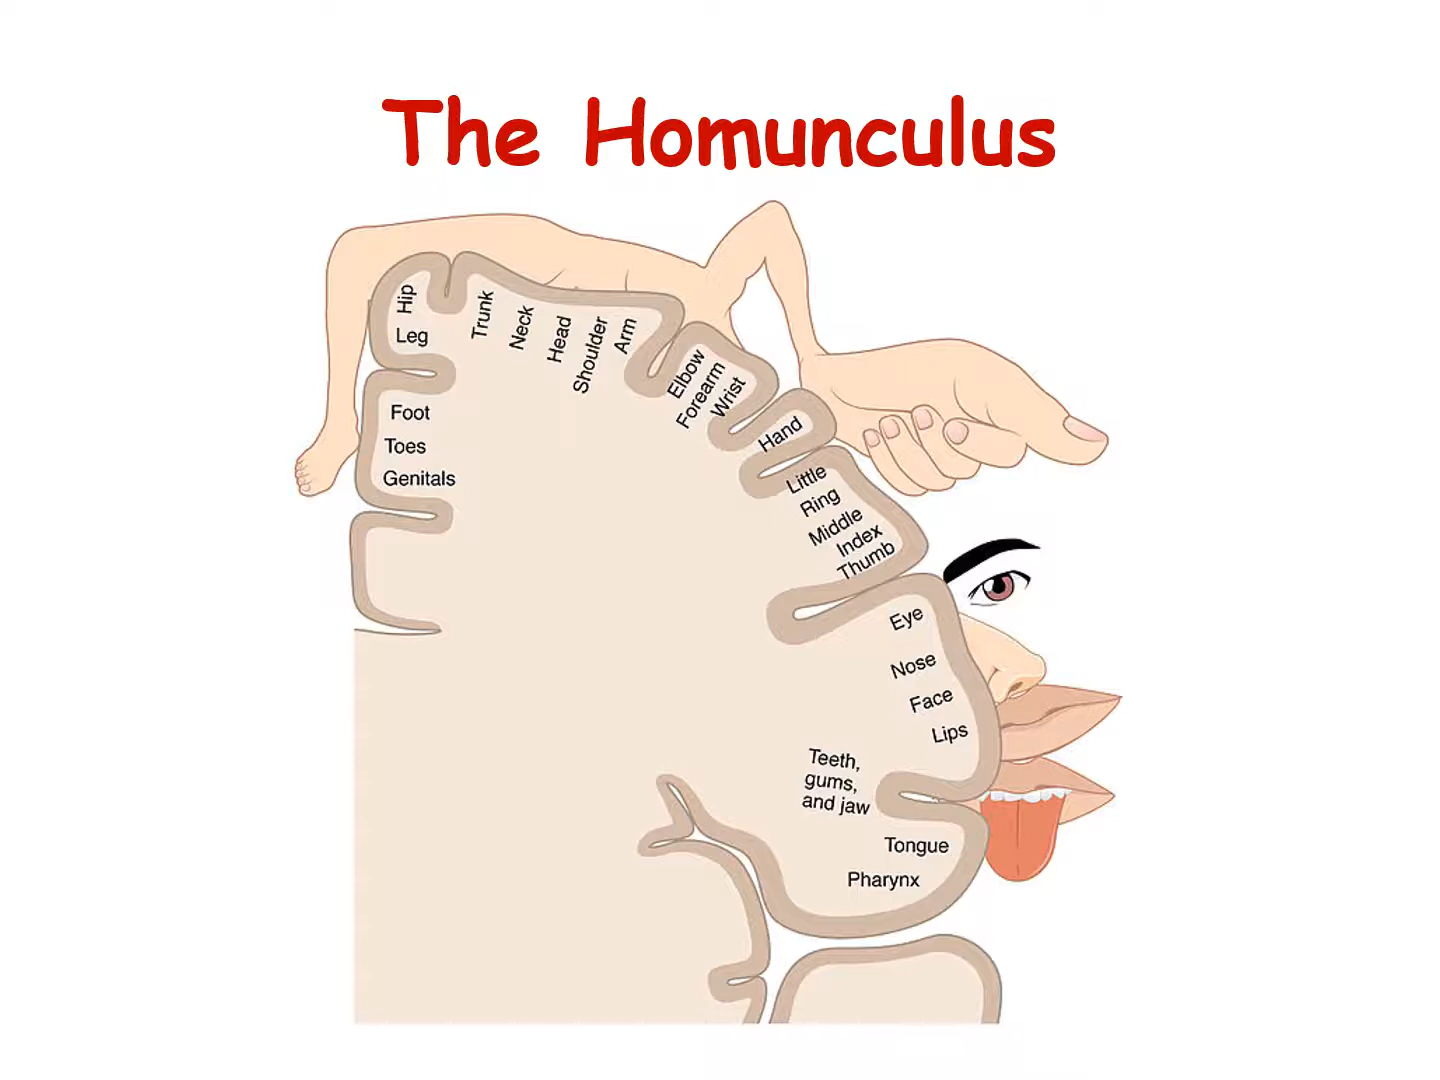 The Homunculus
Hip
Leg
Trunk
Neck
Head
Shoulder
Arm
Elbow
Forearm
Wrist
Hand
Little
Ring
Middle
Index
Thumb
Foot
Toes
Genitals
Eye
Nose
Face
Lips
Teeth,
gums,
and jaw
Tongue
Pharynx